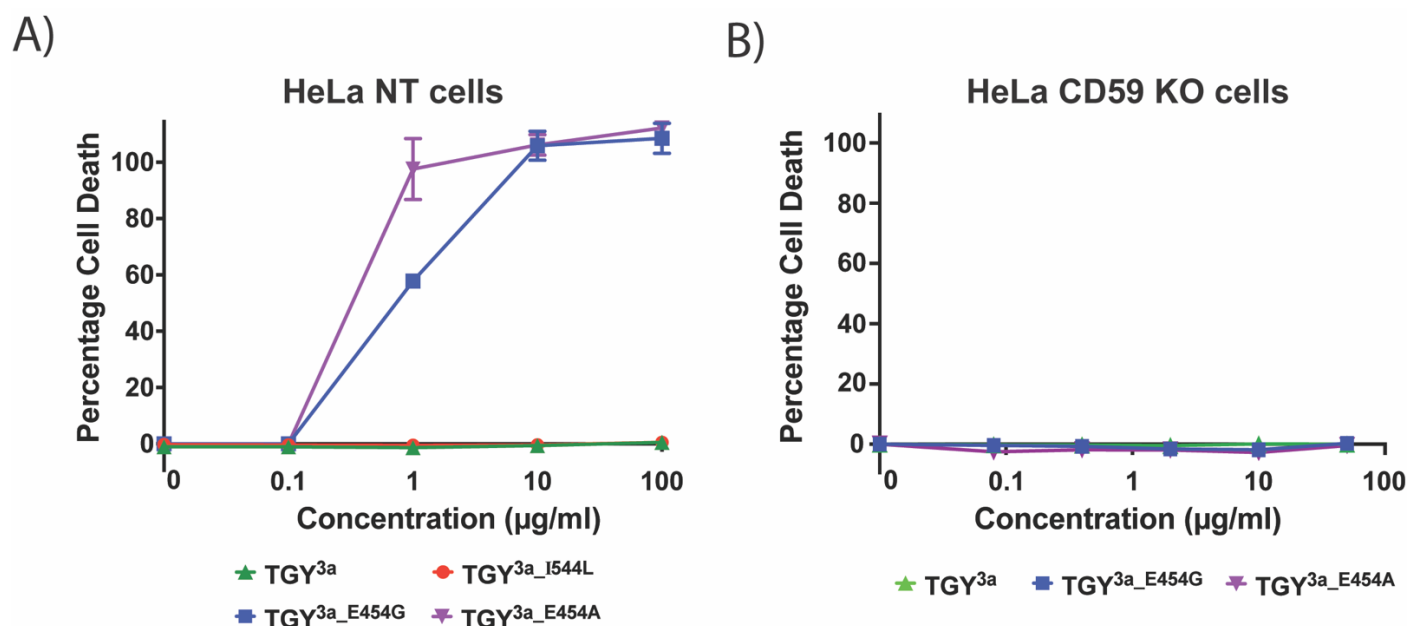 A)
HeLa NT cells
Percentage Cell Death
100
80
60
40
20
0
0 0.1 1 10 100
Concentration (µg/ml)
TGY3a TGY3a_I544L
TGY3a_E454G TGY3a_E454A
B)
HeLa CD59 KO cells
Percentage Cell Death
100
80
60
40
20
0
0 0.1 1 10 100
Concentration (µg/ml)
TGY3a TGY3a_E454G TGY3a_E454A